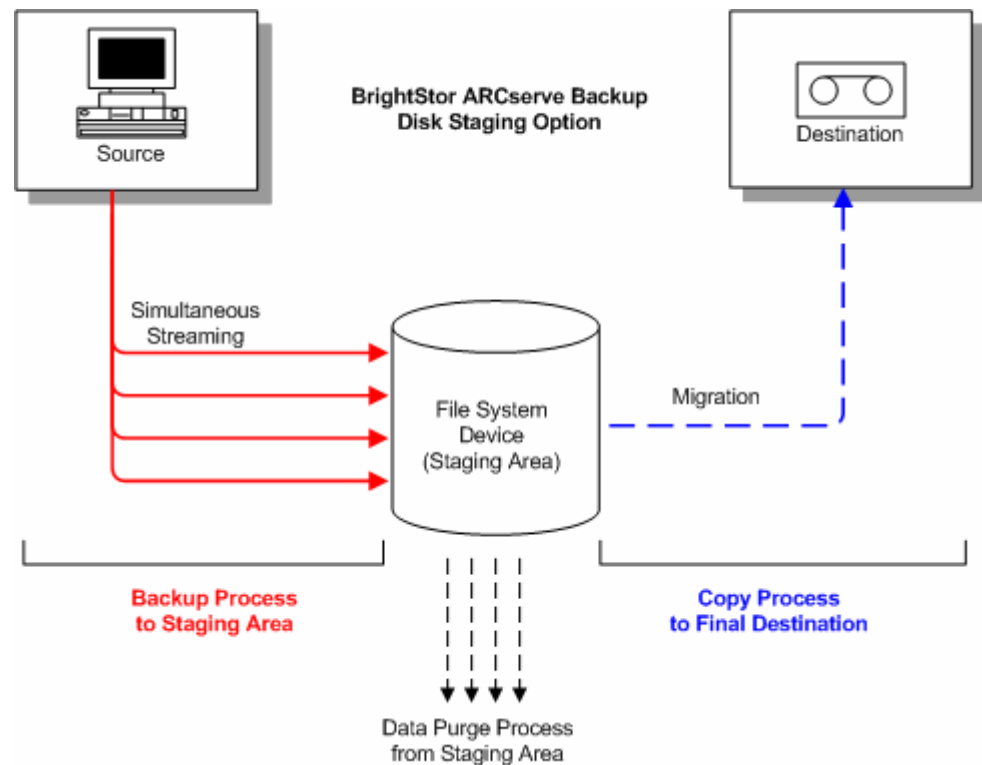 BrightStor ARCserve Backup
Disk Staging Option
Source
Destination
Simultaneous
Streaming
File System
Device
(Staging Area)
Migration
Backup Process
to Staging Area
Copy Process
to Final Destination
Data Purge Process
from Staging Area